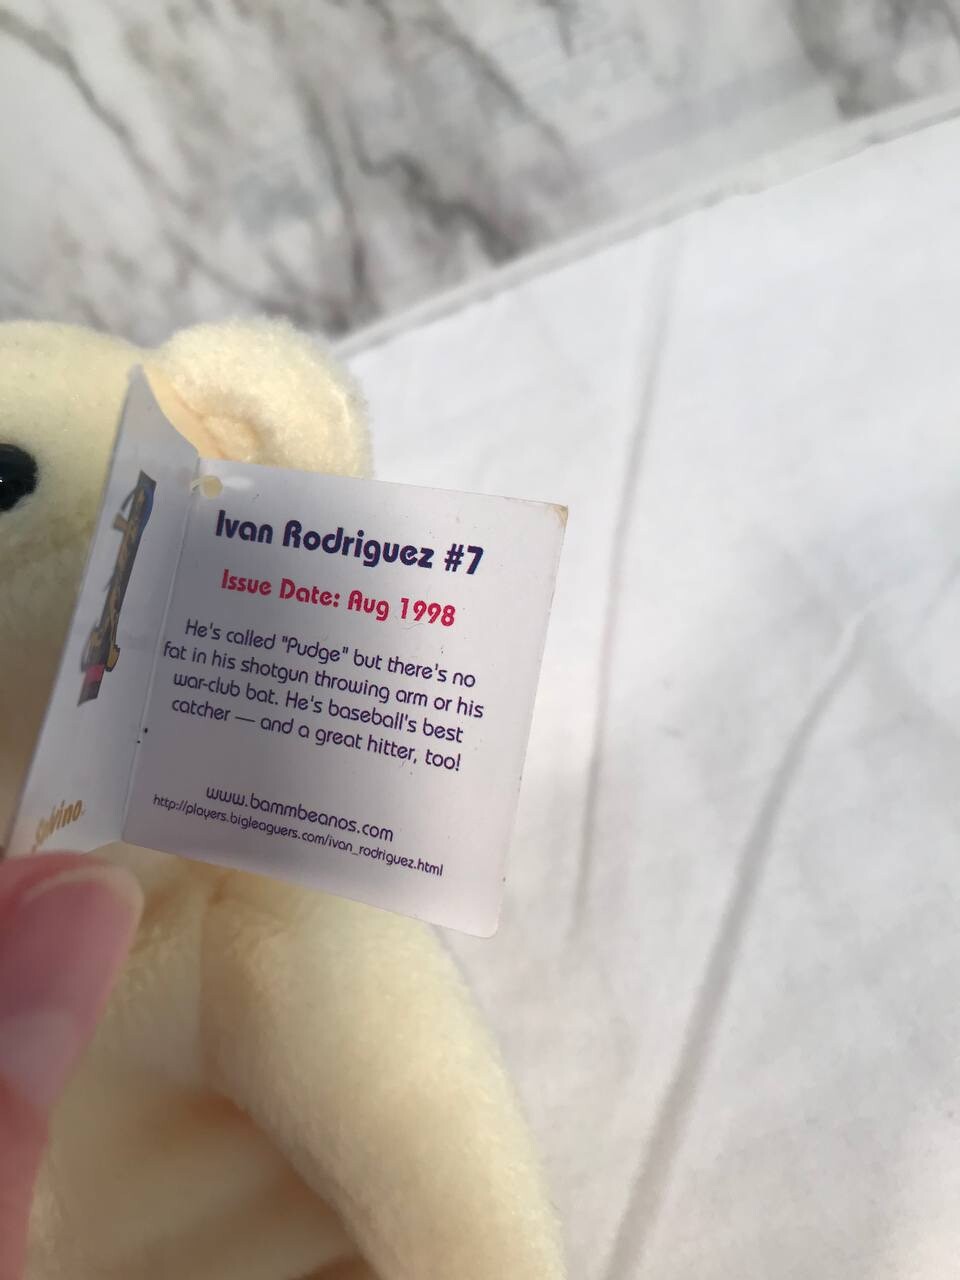 Ivan Rodriguez #7
Issue Date: Aug 1998
He's called "Pudge" but there's no
fat in his shotgun throwing arm or his
war-club bat. He's baseball's best
catcher — and a great hitter, too!
www.bammbeanos.com
http://players.bigleaguers.com/ivan_rodriguez.html
Salvino